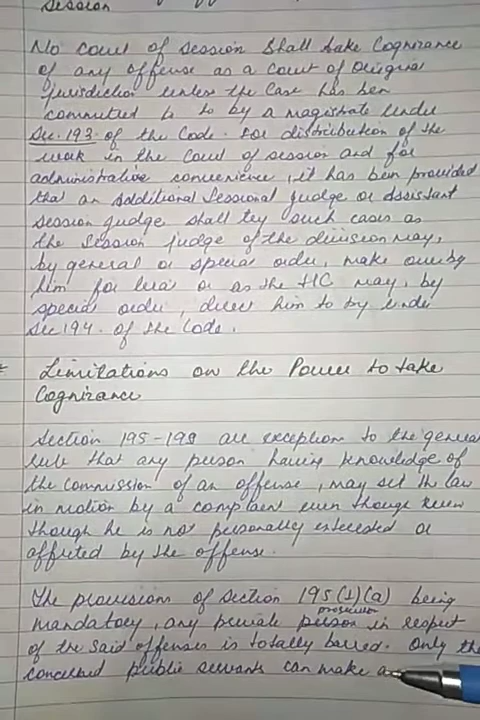 Session
No court of session shall take Cognizance
of any offense as a Court of Original
jurisdiction unless the Case has been
committed to to by a magistrate under
Sec. 193 of the Code. For distribution of the
work in the Court of session and for
administrative convenience, it has been provided
that an Additional Sessional Judge or Assistant
session judge shall try such cases as
the Session judge of the division may,
by general or special order, make over by
him for or as the HC may, by
special order, direct him to by under
Sec 194. of the Code.
Limitations on the Power to take
Cognizance
Section 195-199 are exception to the general
rule that any person having knowledge of
the commission of an offense, may set the law
in motion by a complaint even though
though he is not personally interested or
affected by the offense.
The provisions of section 195(1)(a) being
mandatory, any private person in respect
prosecution
of the said offenses is totally barred. Only the
concerned public servants can make a